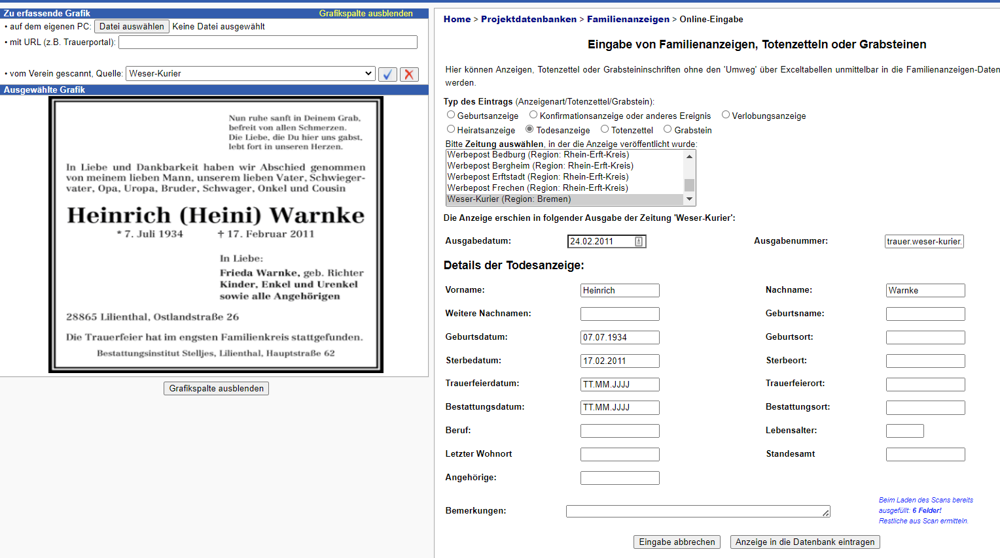 Zu erfassende Grafik Grafikspalte ausblenden
• auf dem eigenen PC: Datei auswählen Keine Datei ausgewählt
• mit URL (z.B. Trauerportal):
• vom Verein gescannt, Quelle: Weser-Kurier
Ausgewählte Grafik
Nun ruhe sanft in Deinem Grab,
befreit von allen Schmerzen.
Die Liebe, die Du hier uns gabst,
lebt fort in unseren Herzen.
In Liebe und Dankbarkeit haben wir Abschied genommen
von meinem lieben Mann, unserem lieben Vater, Schwieger-
vater, Opa, Uropa, Bruder, Schwager, Onkel und Cousin
Heinrich (Heini) Warnke
* 7. Juli 1934 † 17. Februar 2011
In Liebe:
Frieda Warnke, geb. Richter
Kinder, Enkel und Urenkel
sowie alle Angehörigen
28865 Lilienthal, Ostlandstraße 26
Die Trauerfeier hat im engsten Familienkreis stattgefunden.
Bestattungsinstitut Stelljes, Lilienthal, Hauptstraße 62
Grafikspalte ausblenden
Home > Projektdatenbanken > Familienanzeigen > Online-Eingabe
Eingabe von Familienanzeigen, Totenzetteln oder Grabsteinen
Hier können Anzeigen, Totenzettel oder Grabsteininschriften ohne den 'Umweg' über Exceltabellen unmittelbar in die Familienanzeigen-Daten
werden.
Typ des Eintrags (Anzeigenart/Totenzettel/Grabstein):
Geburtsanzeige Konfirmationsanzeige oder anderes Ereignis Verlobungsanzeige
Heiratsanzeige Todesanzeige Totenzettel Grabstein
Bitte Zeitung auswählen, in der die Anzeige veröffentlicht wurde:
Werbepost Bedburg (Region: Rhein-Erft-Kreis)
Werbepost Bergheim (Region: Rhein-Erft-Kreis)
Werbepost Erftstadt (Region: Rhein-Erft-Kreis)
Werbepost Frechen (Region: Rhein-Erft-Kreis)
Weser-Kurier (Region: Bremen)
Die Anzeige erschien in folgender Ausgabe der Zeitung 'Weser-Kurier':
Ausgabedatum: 24.02.2011 Ausgabenummer: trauer.weser-kurier.
Details der Todesanzeige:
Vorname: Heinrich Nachname: Warnke
Weitere Nachnamen: Geburtsname:
Geburtsdatum: 07.07.1934 Geburtsort:
Sterbedatum: 17.02.2011 Sterbeort:
Trauerfeierdatum: TT.MM.JJJJ Trauerfeierort:
Bestattungsdatum: TT.MM.JJJJ Bestattungsort:
Beruf: Lebensalter:
Letzter Wohnort Standesamt
Angehörige:
Bemerkungen:
Beim Laden des Scans bereits
ausgefüllt: 6 Felder!
Restliche aus Scan ermitteln.
Eingabe abbrechen Anzeige in die Datenbank eintragen